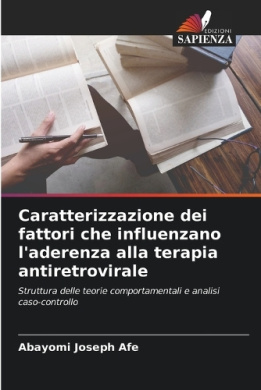 EDIZIONI
SAPIENZA
Caratterizzazione dei
fattori che influenzano
l'aderenza alla terapia
antiretrovirale
Struttura delle teorie comportamentali e analisi
caso-controllo
Abayomi Joseph Afe